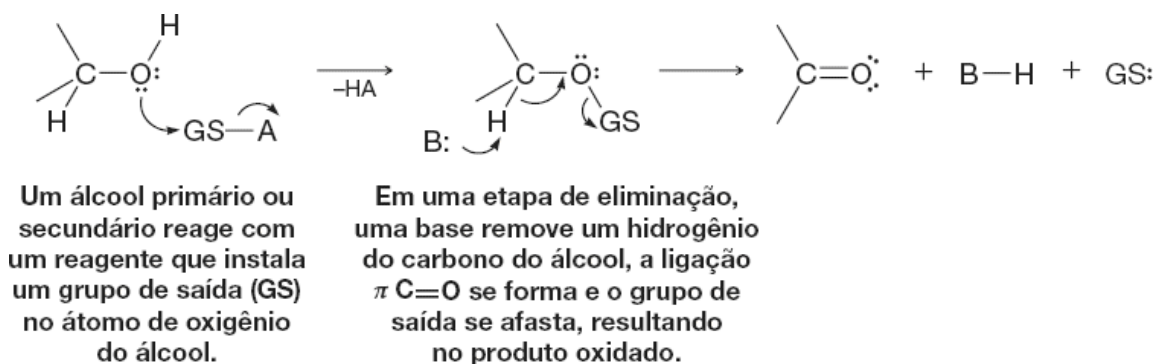 H
C—O:
H
GS—A
–HA
C—O:
H
GS
B:
C=O + B—H + GS:
Um álcool primário ou
secundário reage com
um reagente que instala
um grupo de saída (GS)
no átomo de oxigênio
do álcool.
Em uma etapa de eliminação,
uma base remove um hidrogênio
do carbono do álcool, a ligação
π C=O se forma e o grupo de
saída se afasta, resultando
no produto oxidado.